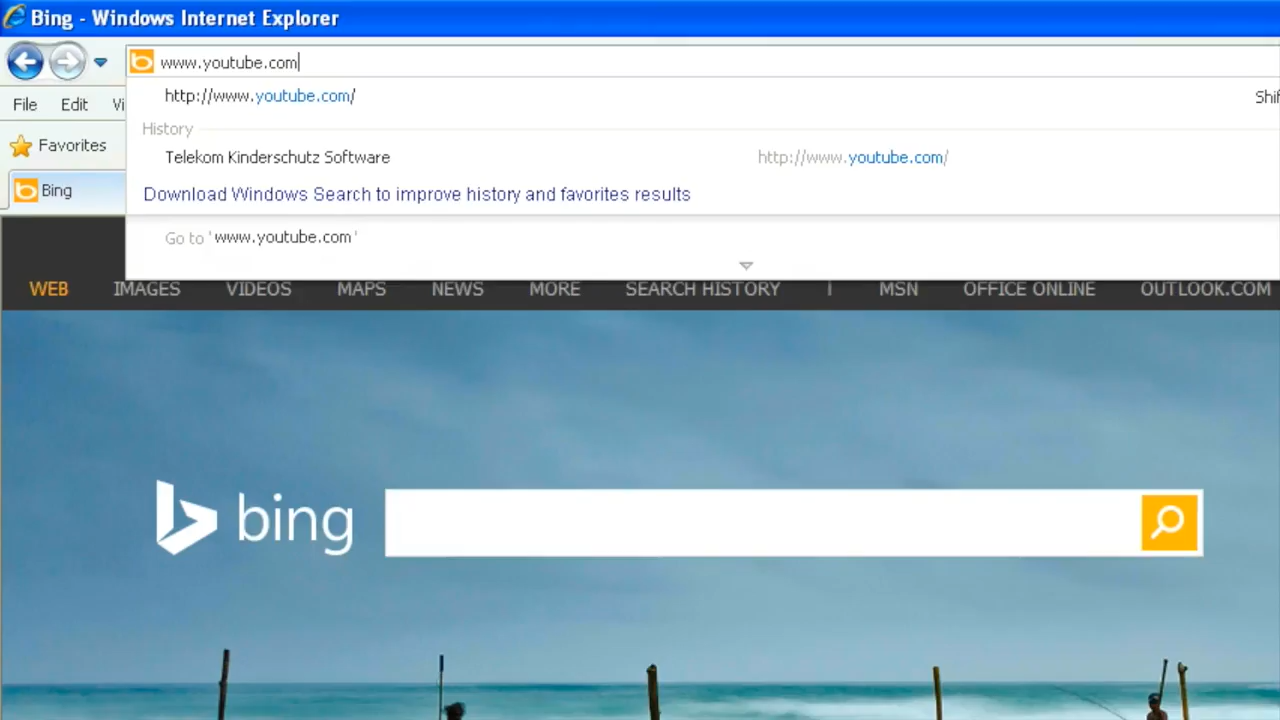 Bing - Windows Internet Explorer
www.youtube.com
http://www.youtube.com/
File Edit
History
Favorites
Telekom Kinderschutz Software http://www.youtube.com/
Bing
Download Windows Search to improve history and favorites results
Go to 'www.youtube.com'
WEB IMAGES VIDEOS MAPS NEWS MORE SEARCH HISTORY | MSN OFFICE ONLINE OUTLOOK.COM
bing